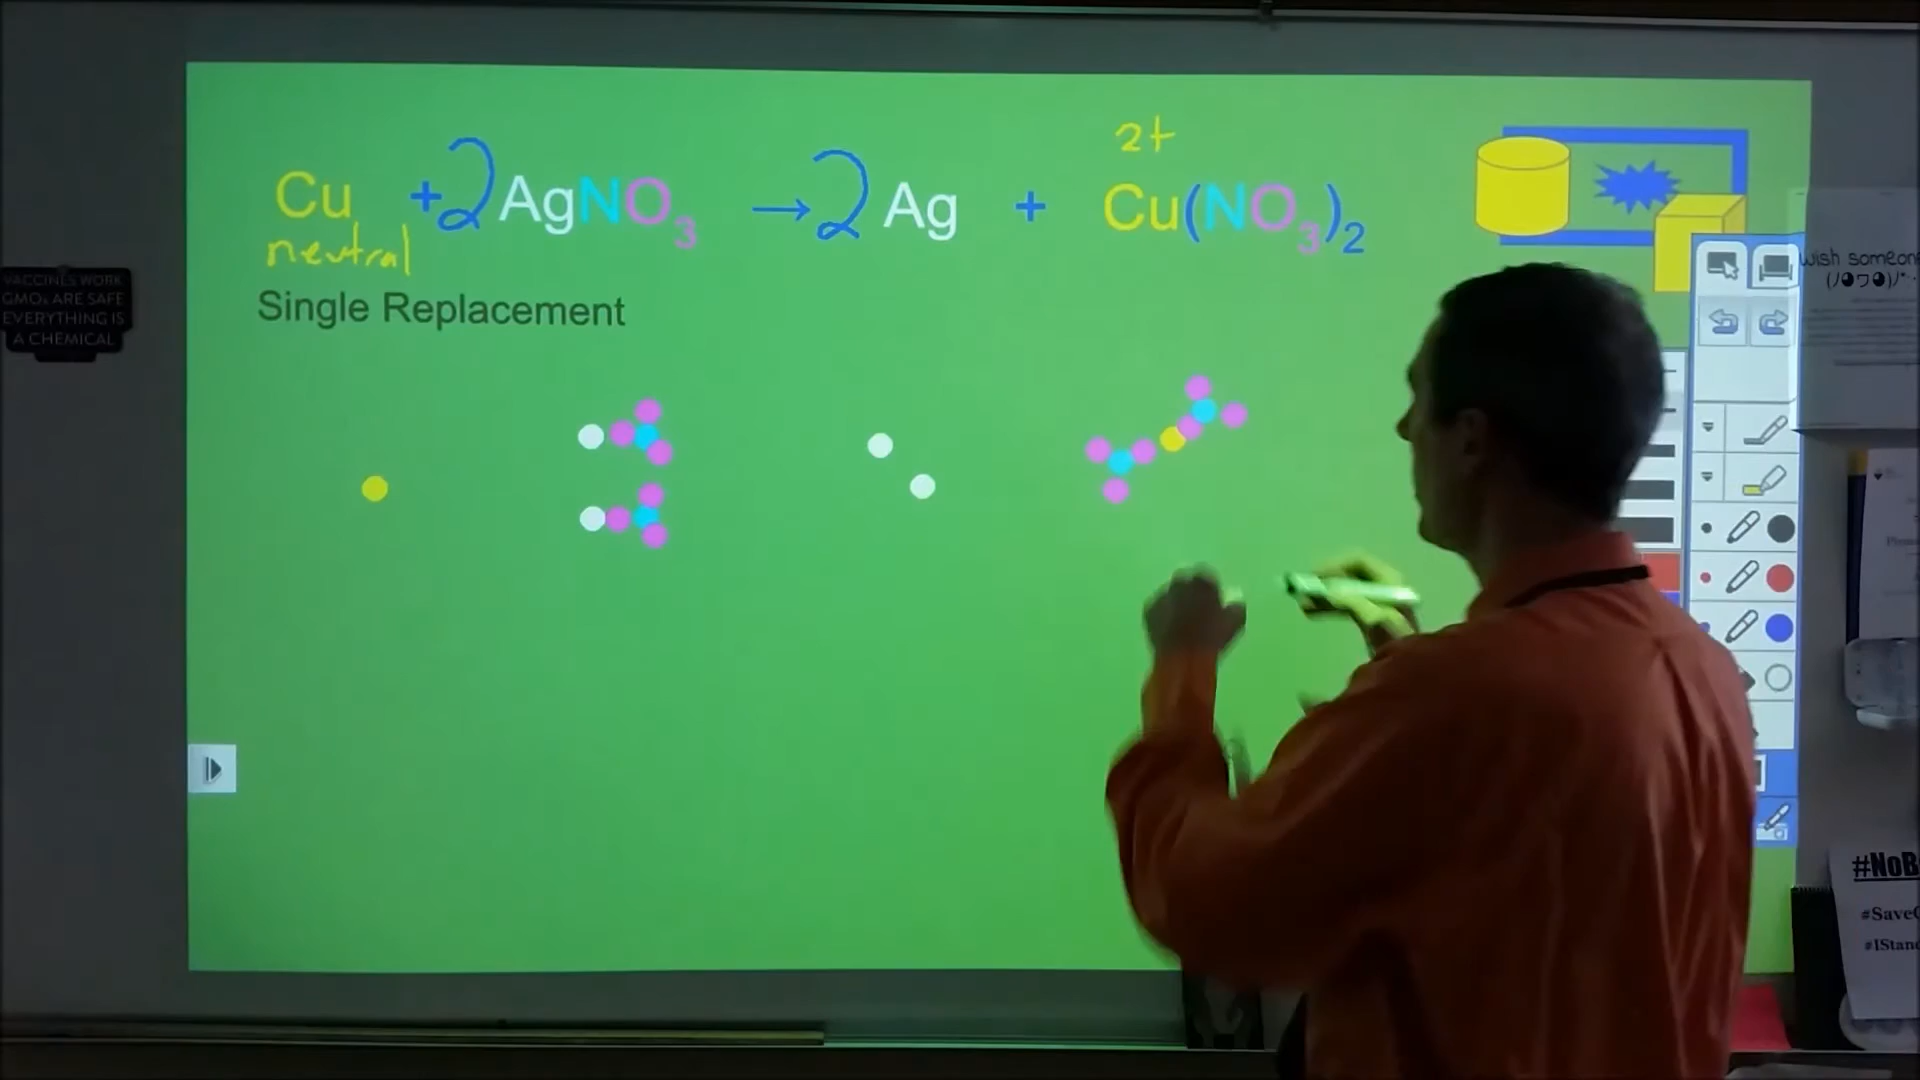 2+
Cu + 2AgNO3 → 2Ag + Cu(NO3)2
neutral
Single Replacement
VACCINES WORK
GMOs ARE SAFE
EVERYTHING IS
A CHEMICAL
wish someon
#NoB
#Save
#IStan